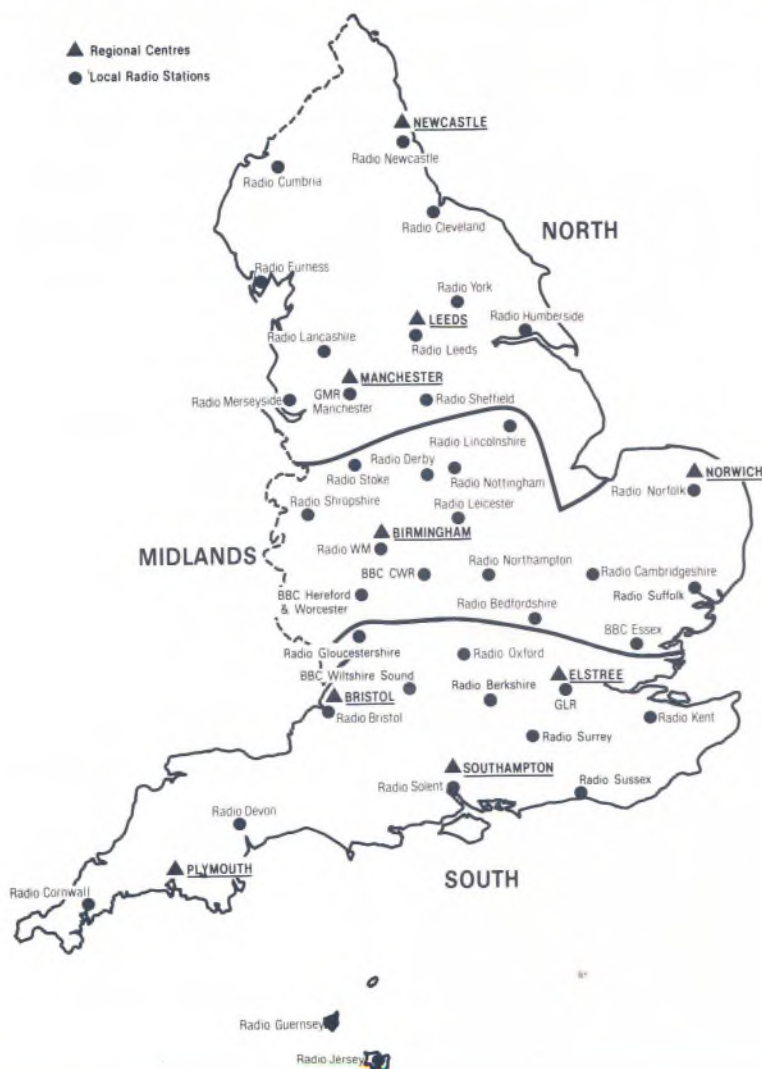 Regional Centres
Local Radio Stations
NEWCASTLE
Radio Newcastle
Radio Cumbria
Radio Cleveland
NORTH
Radio Furness
Radio York
LEEDS
Radio Humberside
Radio Lancashire
Radio Leeds
MANCHESTER
GMR
Manchester
Radio Merseyside
Radio Sheffield
Radio Lincolnshire
Radio Derby
Radio Stoke
Radio Nottingham
NORWICH
Radio Norfolk
Radio Shropshire
Radio Leicester
BIRMINGHAM
MIDLANDS
Radio WM
BBC CWR
Radio Northampton
Radio Cambridgeshire
BBC Hereford
& Worcester
Radio Suffolk
Radio Bedfordshire
BBC Essex
Radio Gloucestershire
Radio Oxford
BBC Wiltshire Sound
ELSTREE
BRISTOL
Radio Berkshire
GLR
Radio Bristol
Radio Kent
Radio Surrey
SOUTHAMPTON
Radio Solent
Radio Sussex
Radio Devon
PLYMOUTH
SOUTH
Radio Cornwall
Radio Guernsey
Radio Jersey